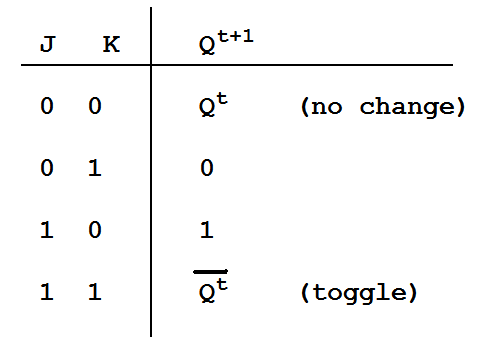 J K Q^t+1
0 0 Q^t (no change)
0 1 0
1 0 1
1 1 Q̅^t (toggle)